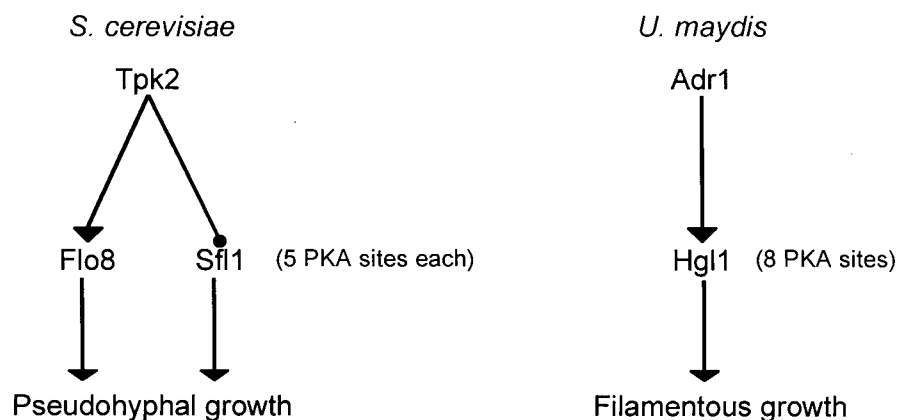 S. cerevisiae
U. maydis
Tpk2
Adr1
Flo8
Sfl1
(5 PKA sites each)
Hgl1
(8 PKA sites)
Pseudohyphal growth
Filamentous growth